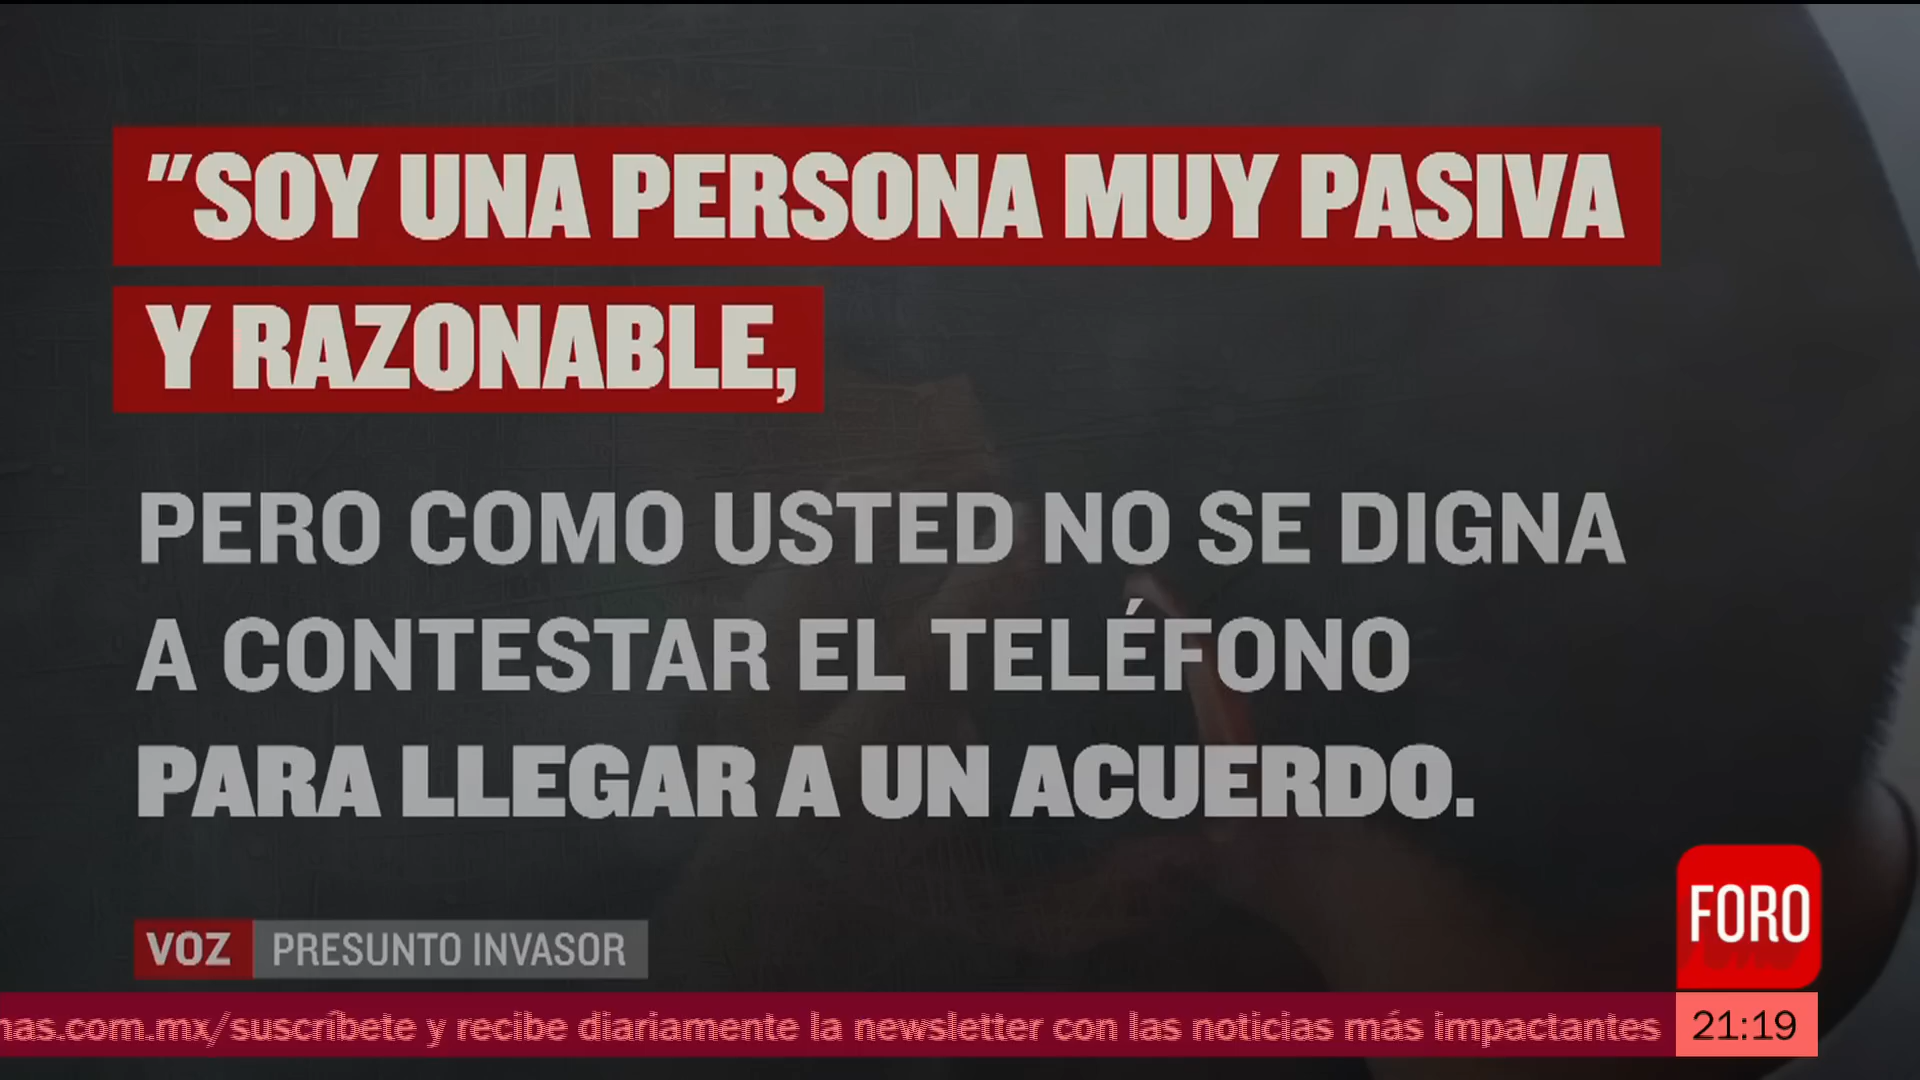 "SOY UNA PERSONA MUY PASIVA
Y RAZONABLE,
PERO COMO USTED NO SE DIGNA
A CONTESTAR EL TELÉFONO
PARA LLEGAR A UN ACUERDO.
VOZ PRESUNTO INVASOR
FORO
nas.com.mx/suscríbete y recibe diariamente la newsletter con las noticias más impactantes
21:19